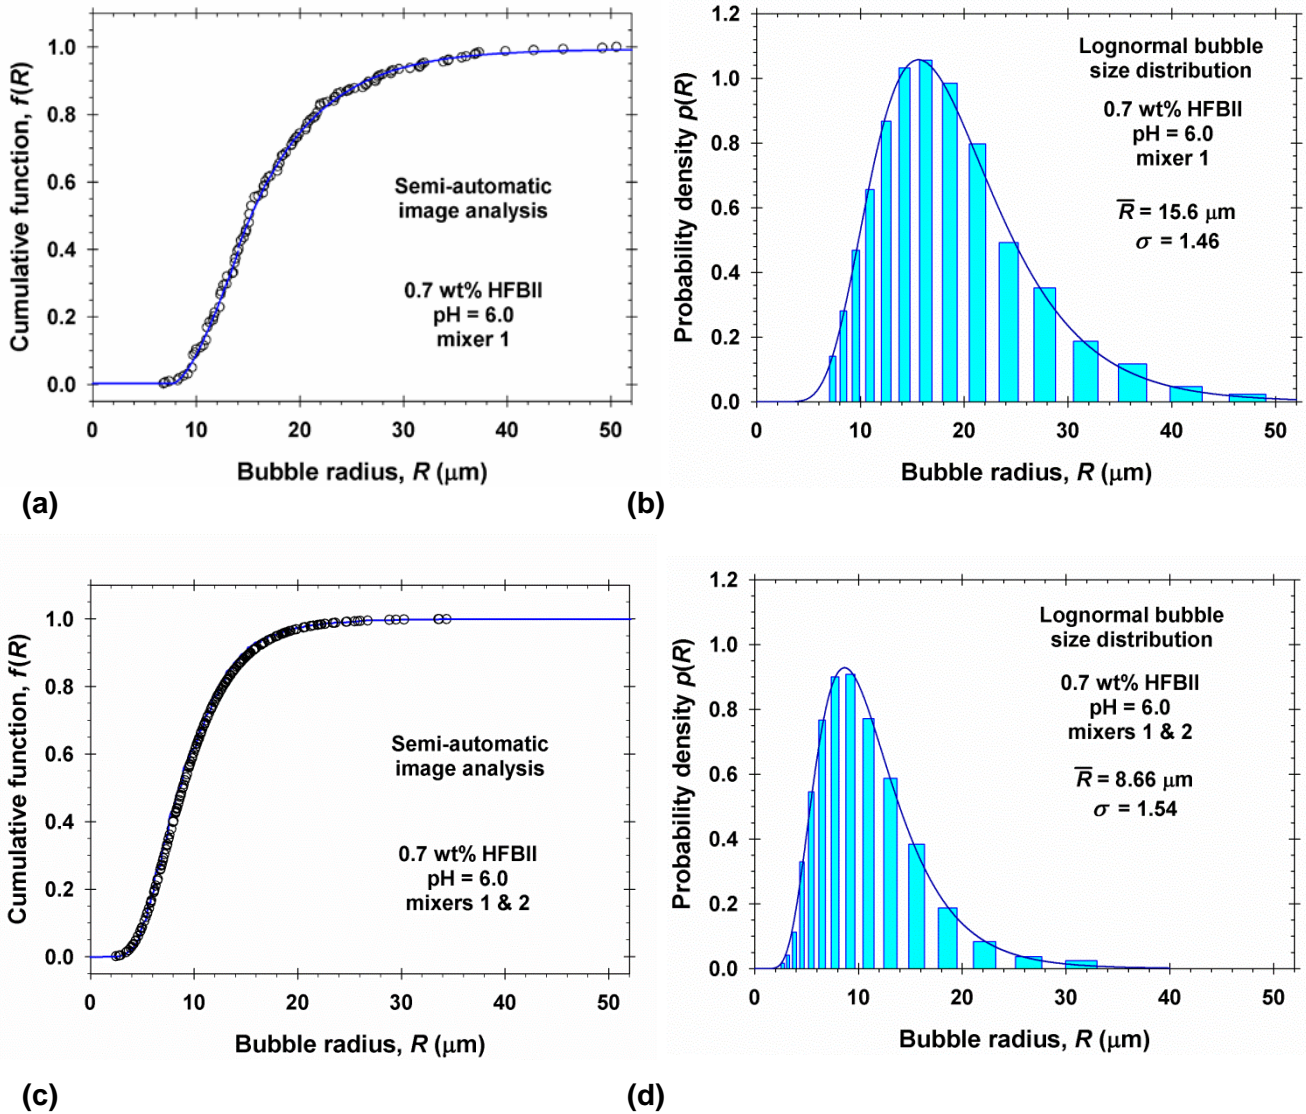 1.0
0.8
0.6
0.4
0.2
0.0
Cumulative function, f(R)
Semi-automatic
image analysis
0.7 wt% HFBII
pH = 6.0
mixer 1
0 10 20 30 40 50
Bubble radius, R (μm)
(a)
1.2
1.0
0.8
0.6
0.4
0.2
0.0
Probability density p(R)
Lognormal bubble
size distribution
0.7 wt% HFBII
pH = 6.0
mixer 1
R̅ = 15.6 μm
σ = 1.46
0 10 20 30 40 50
Bubble radius, R (μm)
(b)
1.0
0.8
0.6
0.4
0.2
0.0
Cumulative function, f(R)
Semi-automatic
image analysis
0.7 wt% HFBII
pH = 6.0
mixers 1 & 2
0 10 20 30 40 50
Bubble radius, R (μm)
(c)
1.2
1.0
0.8
0.6
0.4
0.2
0.0
Probability density p(R)
Lognormal bubble
size distribution
0.7 wt% HFBII
pH = 6.0
mixers 1 & 2
R̅ = 8.66 μm
σ = 1.54
0 10 20 30 40 50
Bubble radius, R (μm)
(d)